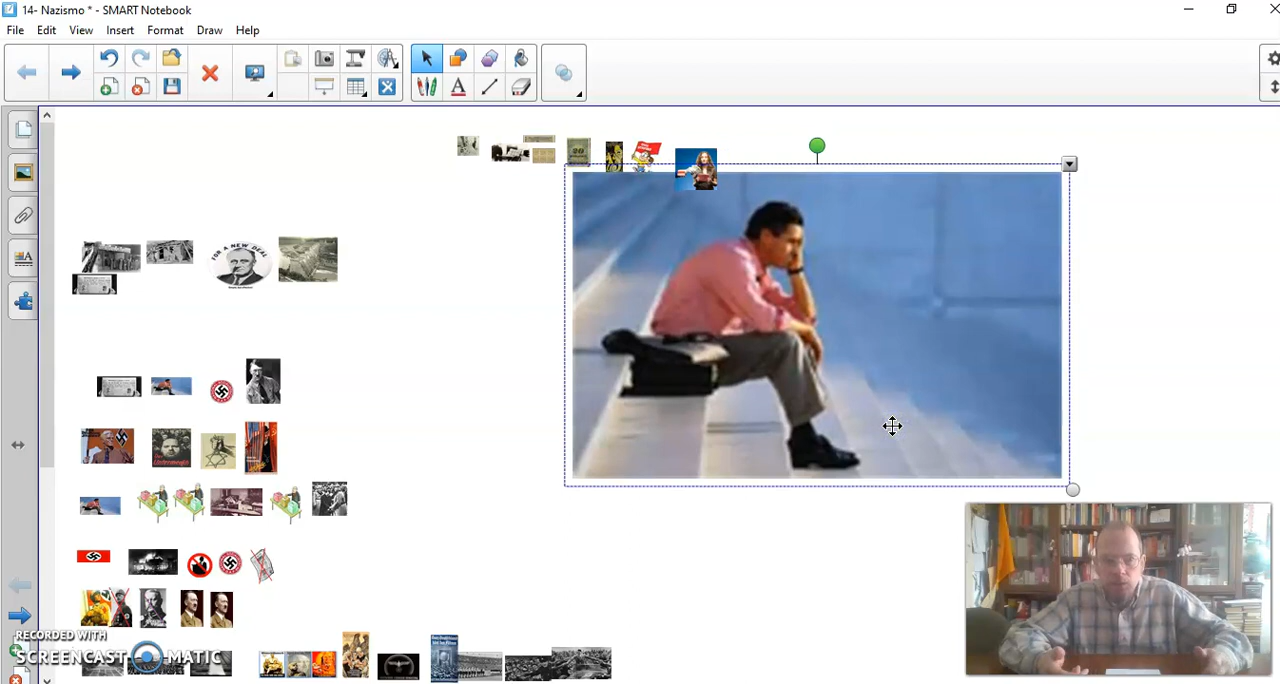 14- Nazismo * - SMART Notebook
File Edit View Insert Format Draw Help
FOR A NEW DEAL
RECORDED WITH
SCREENCAST MATIC